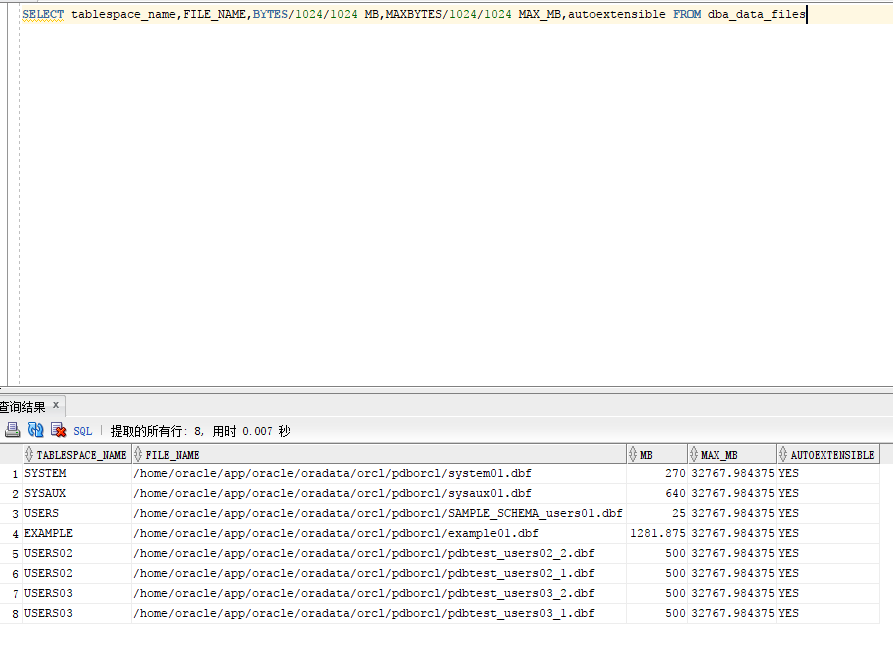 SELECT tablespace_name,FILE_NAME,BYTES/1024/1024 MB,MAXBYTES/1024/1024 MAX_MB,autoextensible FROM dba_data_files
查询结果 x
SQL | 提取的所有行: 8, 用时 0.007 秒
TABLESPACE_NAME FILE_NAME MB MAX_MB AUTOEXTENSIBLE
1 SYSTEM /home/oracle/app/oracle/oradata/orcl/pdborcl/system01.dbf 270 32767.984375 YES
2 SYSAUX /home/oracle/app/oracle/oradata/orcl/pdborcl/sysaux01.dbf 640 32767.984375 YES
3 USERS /home/oracle/app/oracle/oradata/orcl/pdborcl/SAMPLE_SCHEMA_users01.dbf 25 32767.984375 YES
4 EXAMPLE /home/oracle/app/oracle/oradata/orcl/pdborcl/example01.dbf 1281.875 32767.984375 YES
5 USERS02 /home/oracle/app/oracle/oradata/orcl/pdborcl/pdbtest_users02_2.dbf 500 32767.984375 YES
6 USERS02 /home/oracle/app/oracle/oradata/orcl/pdborcl/pdbtest_users02_1.dbf 500 32767.984375 YES
7 USERS03 /home/oracle/app/oracle/oradata/orcl/pdborcl/pdbtest_users03_2.dbf 500 32767.984375 YES
8 USERS03 /home/oracle/app/oracle/oradata/orcl/pdborcl/pdbtest_users03_1.dbf 500 32767.984375 YES